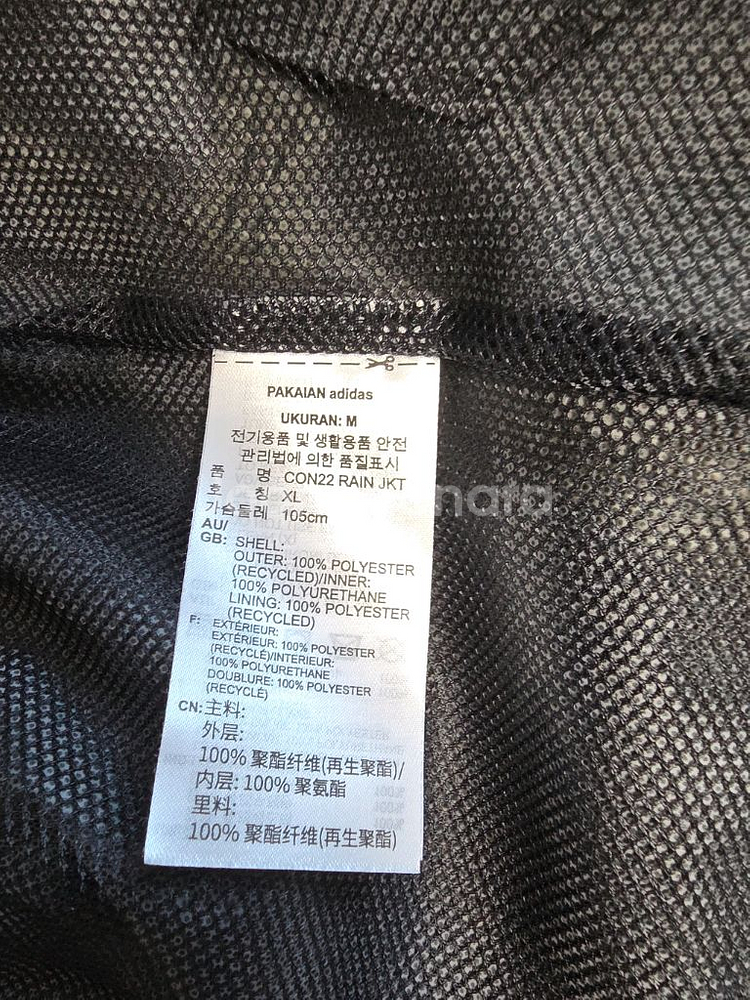 PAKAIAN adidas
UKURAN: M
전기용품 및 생활용품 안전
관리법에 의한 품질표시
품 명 CON22 RAIN JKT
호 칭 XL
가슴둘레 105cm
AU/
GB: SHELL:
OUTER: 100% POLYESTER
(RECYCLED)/INNER:
100% POLYURETHANE
LINING: 100% POLYESTER
(RECYCLED)
F: EXTÉRIEUR:
EXTÉRIEUR: 100% POLYESTER
(RECYCLÉ)/INTERIEUR:
100% POLYURETHANE
DOUBLURE: 100% POLYESTER
(RECYCLÉ)
CN: 主料:
外层:
100% 聚酯纤维(再生聚酯)/
内层: 100% 聚氨酯
里料:
100% 聚酯纤维(再生聚酯)